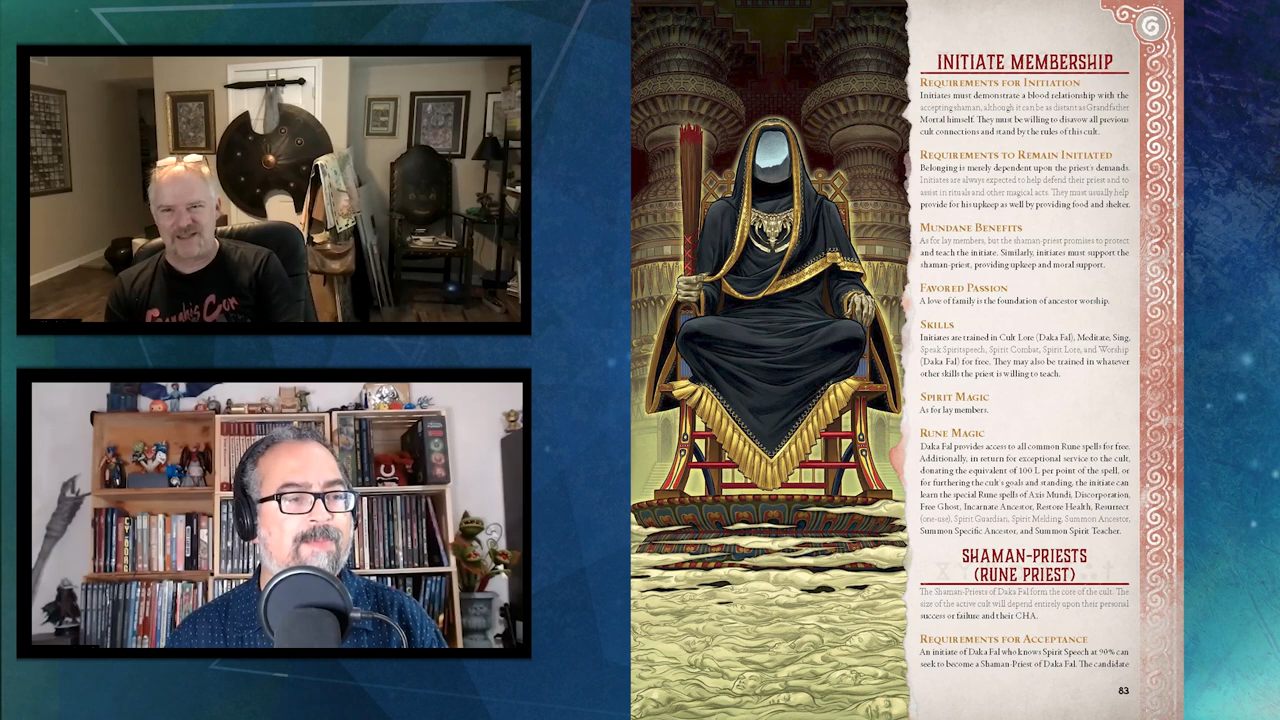 INITIATE MEMBERSHIP
REQUIREMENTS FOR INITIATION
Initiates must demonstrate a blood relationship with the
accepting shaman, although it can be as distant as Grandfather
Mortal himself. They must be willing to disavow all previous
cult connections and stand by the rules of this cult.
REQUIREMENTS TO REMAIN INITIATED
Belonging is merely dependent upon the priest's demands.
Initiates are always expected to help defend their priest and to
assist in rituals and other magical acts. They must usually help
provide for his upkeep as well by providing food and shelter.
MUNDANE BENEFITS
As for lay members, but the shaman-priest promises to protect
and teach the initiate. Similarly, initiates must support the
shaman-priest, providing upkeep and moral support.
FAVORED PASSION
A love of family is the foundation of ancestor worship.
SKILLS
Initiates are trained in Cult Lore (Daka Fal), Meditate, Sing,
Speak Spiritspeech, Spirit Combat, Spirit Lore, and Worship
(Daka Fal) for free. They may also be trained in whatever
other skills the priest is willing to teach.
SPIRIT MAGIC
As for lay members.
RUNE MAGIC
Daka Fal provides access to all common Rune spells for free.
Additionally, in return for exceptional service to the cult,
donating the equivalent of 100 L per point of the spell, or
for furthering the cult's goals and standing, the initiate can
learn the special Rune spells of Axis Mundi, Discorporation,
Free Ghost, Incarnate Ancestor, Restore Health, Resurrect
(one-use), Spirit Guardian, Spirit Melding, Summon Ancestor,
Summon Specific Ancestor, and Summon Spirit Teacher.
SHAMAN-PRIESTS
(RUNE PRIEST)
The Shaman-Priests of Daka Fal form the core of the cult. The
size of the active cult will depend entirely upon their personal
success or failure and their CHA.
REQUIREMENTS FOR ACCEPTANCE
An initiate of Daka Fal who knows Spirit Speech at 90% can
seek to become a Shaman-Priest of Daka Fal. The candidate
83